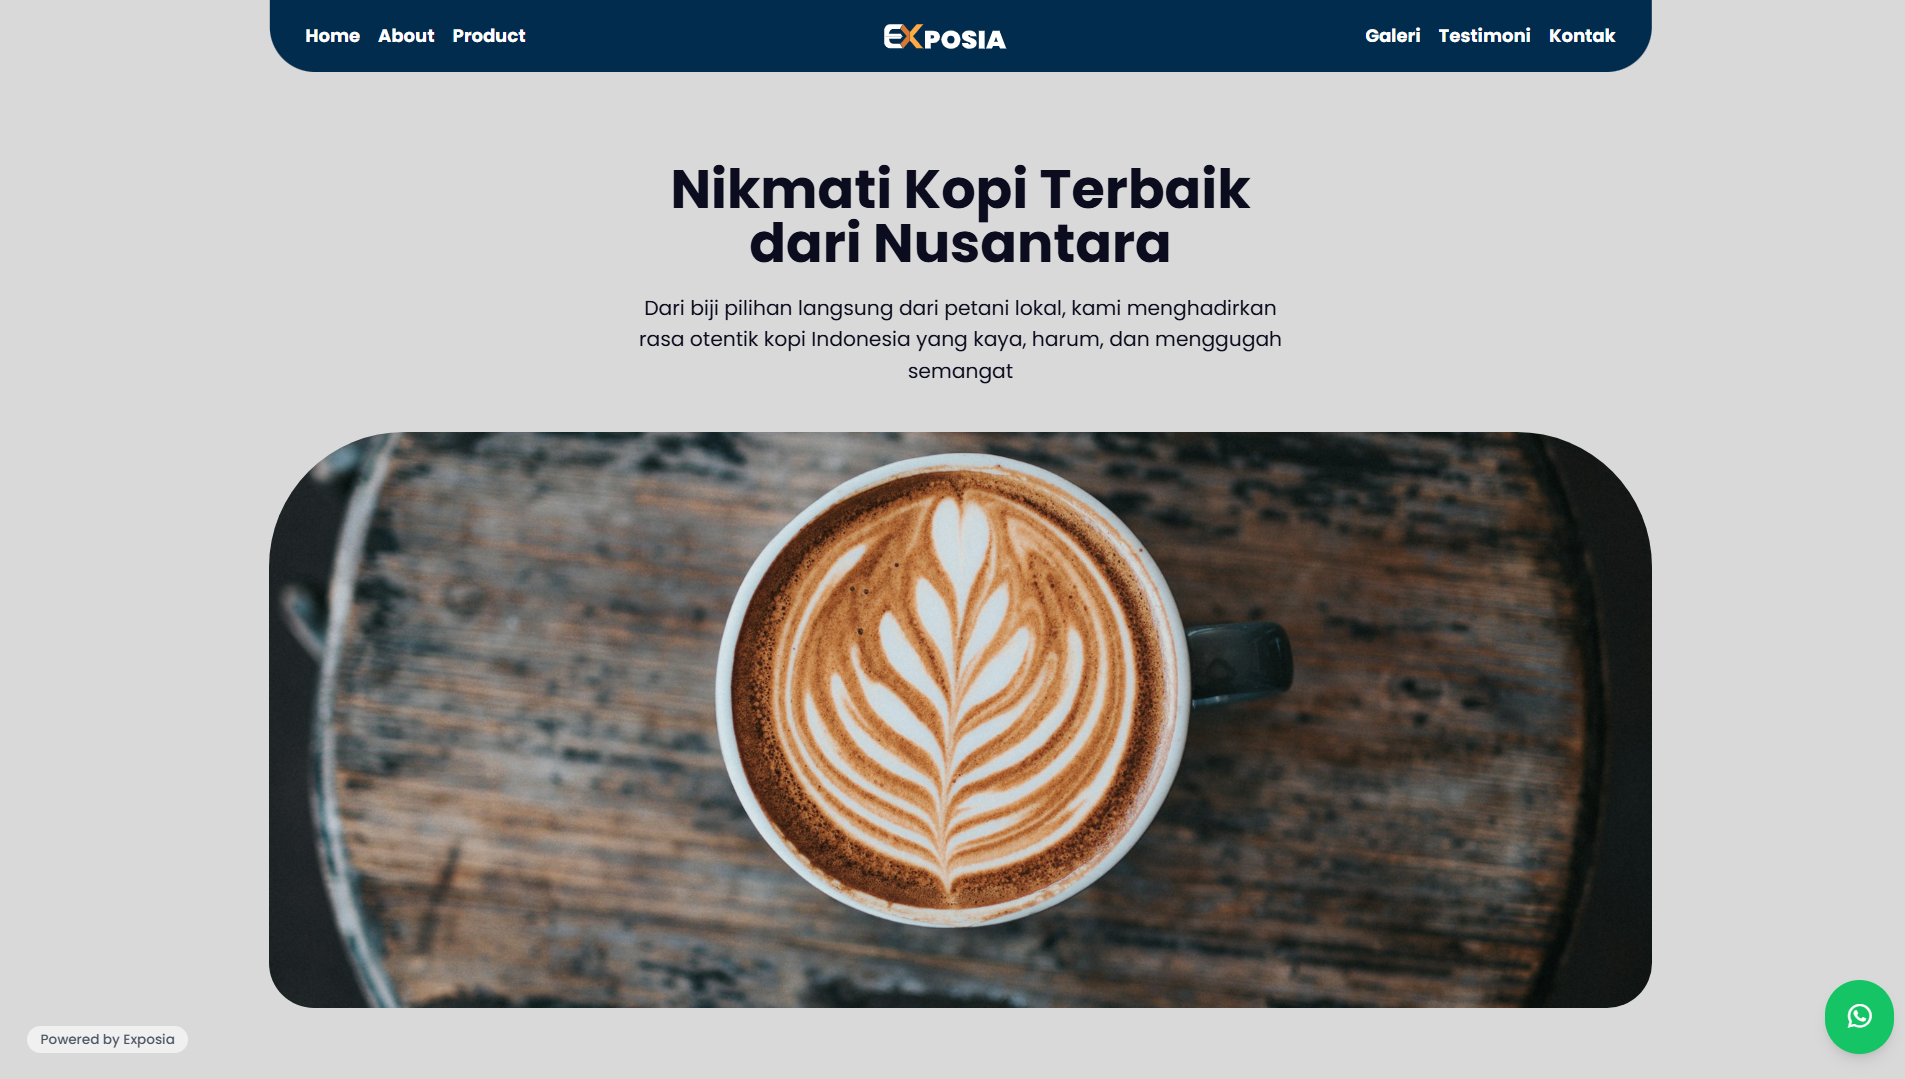 Home About Product EXPOSIA Galeri Testimoni Kontak
Nikmati Kopi Terbaik
dari Nusantara
Dari biji pilihan langsung dari petani lokal, kami menghadirkan
rasa otentik kopi Indonesia yang kaya, harum, dan menggugah
semangat
Powered by Exposia